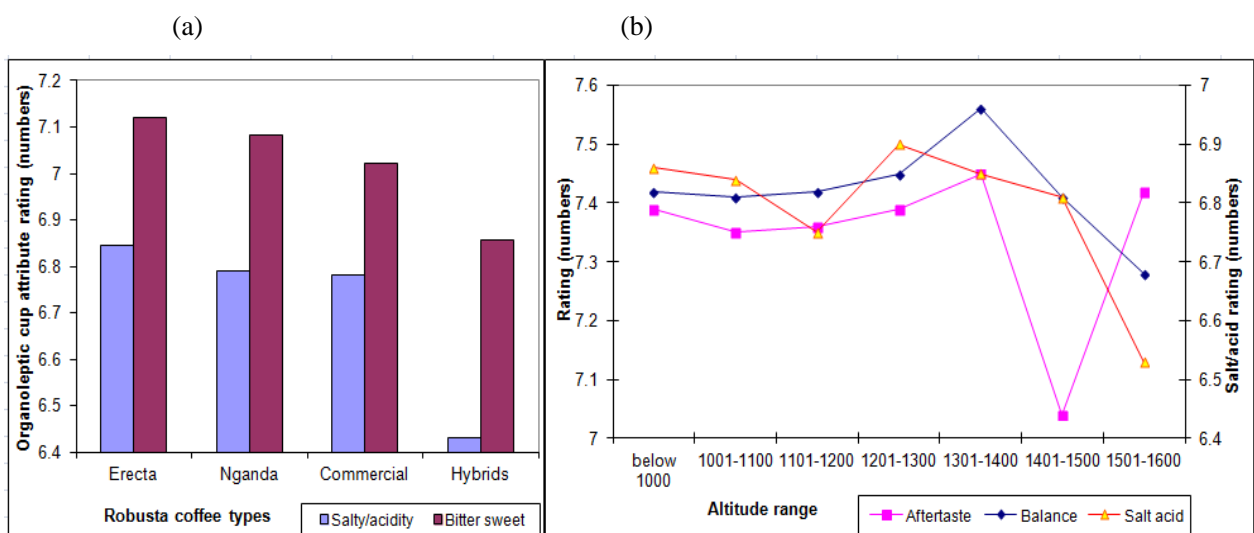 (a)
(b)
Organoleptic cup attribute rating (numbers)
7.2
7.1
7
6.9
6.8
6.7
6.6
6.5
6.4
Erecta Nganda Commercial Hybrids
Robusta coffee types
Salty/acidity Bitter sweet
Rating (numbers)
7.6
7.5
7.4
7.3
7.2
7.1
7
below 1000 1001-1100 1101-1200 1201-1300 1301-1400 1401-1500 1501-1600
Altitude range
7
6.9
6.8
6.7
6.6
6.5
6.4
Salt/acid rating (numbers)
Aftertaste Balance Salt acid